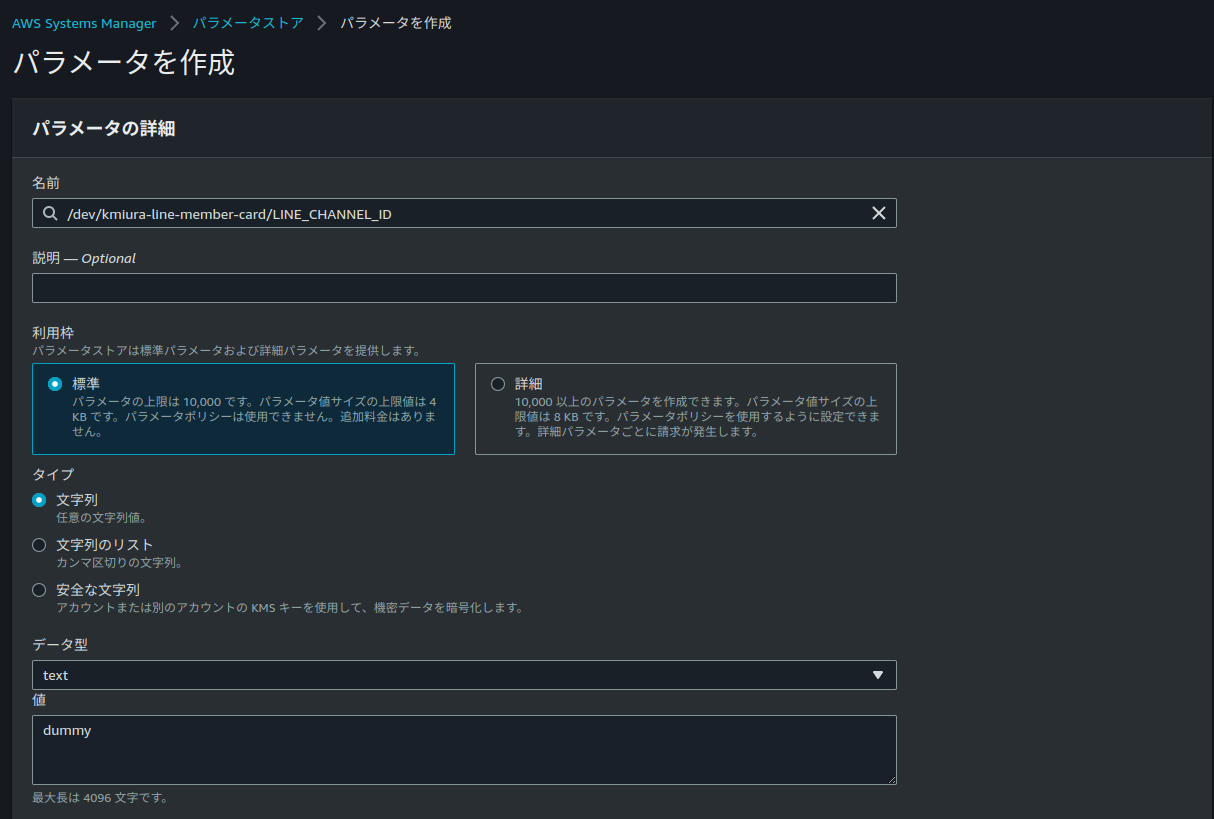 AWS Systems Manager > パラメータストア > パラメータを作成
パラメータを作成
パラメータの詳細
名前
/dev/kmiura-line-member-card/LINE_CHANNEL_ID
説明 — Optional
利用枠
パラメータストアは標準パラメータおよび詳細パラメータを提供します。
標準
パラメータの上限は 10,000 です。パラメータ値サイズの上限値は 4
KB です。パラメータポリシーは使用できません。追加料金はありま
せん。
詳細
10,000 以上のパラメータを作成できます。パラメータ値サイズの上
限値は 8 KB です。パラメータポリシーを使用するように設定できま
す。詳細パラメータごとに請求が発生します。
タイプ
文字列
任意の文字列値。
文字列のリスト
カンマ区切りの文字列。
安全な文字列
アカウントまたは別のアカウントの KMS キーを使用して、機密データを暗号化します。
データ型
text
値
dummy
最大長は 4096 文字です。